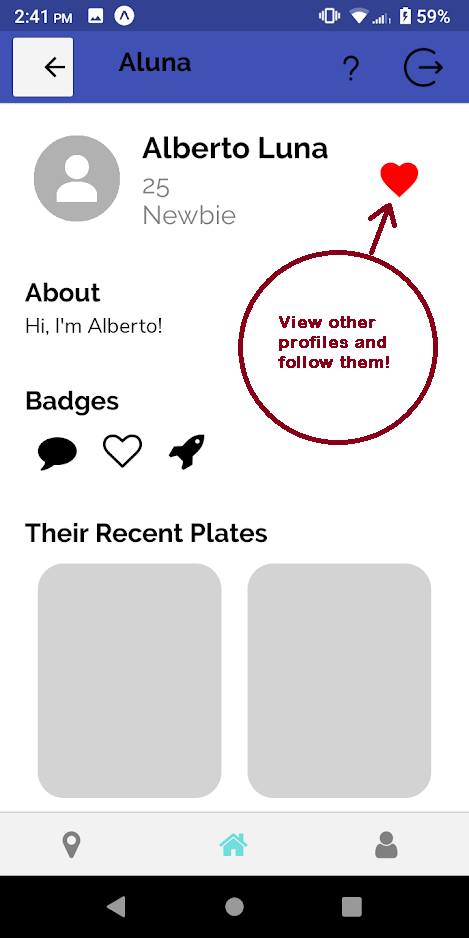 2:41 PM 59%
Aluna
?
Alberto Luna
25
Newbie
About
Hi, I'm Alberto!
View other
profiles and
follow them!
Badges
Their Recent Plates